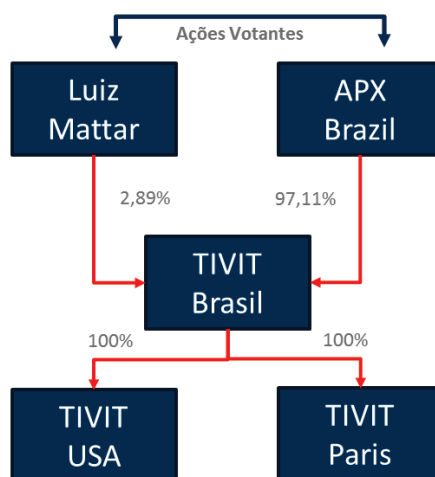 Ações Votantes
Luiz
Mattar
APX
Brazil
2,89%
97,11%
TIVIT
Brasil
100%
100%
TIVIT
USA
TIVIT
Paris